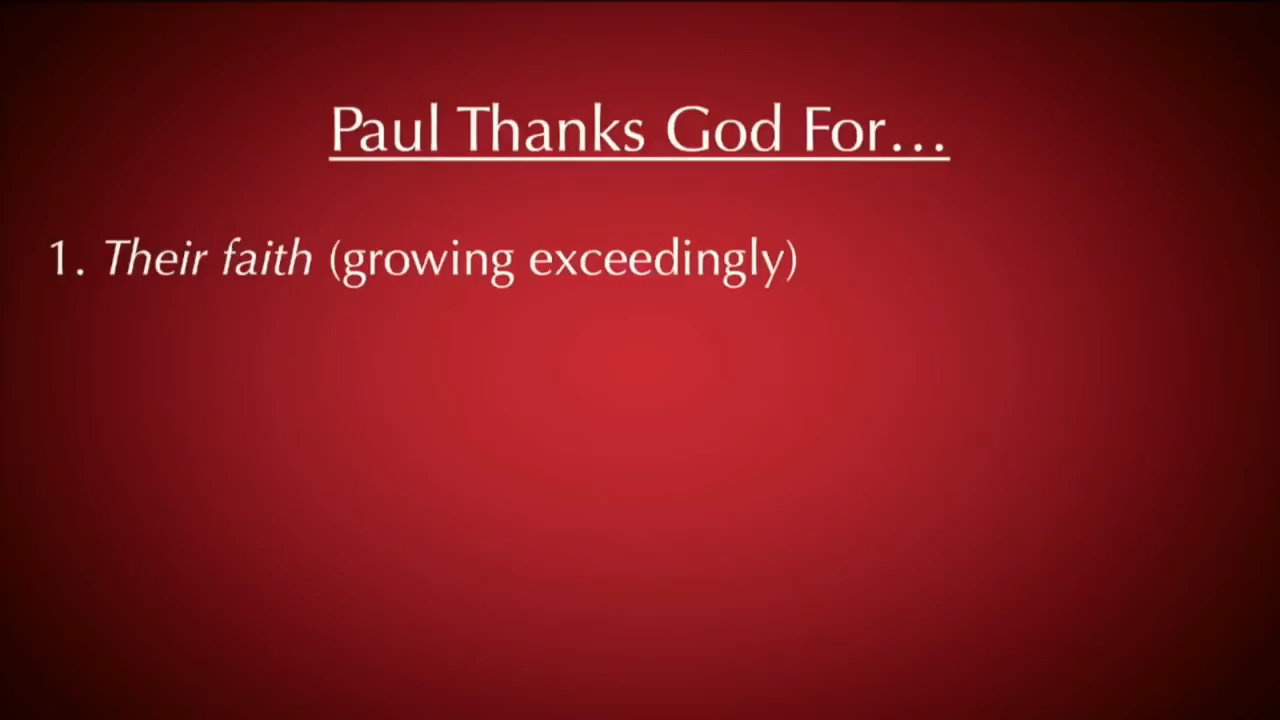 Paul Thanks God For…
1. Their faith (growing exceedingly)